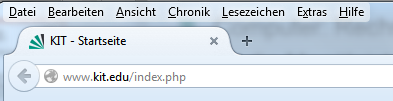 Datei Bearbeiten Ansicht Chronik Lesezeichen Extras Hilfe
KIT - Startseite
www.kit.edu/index.php